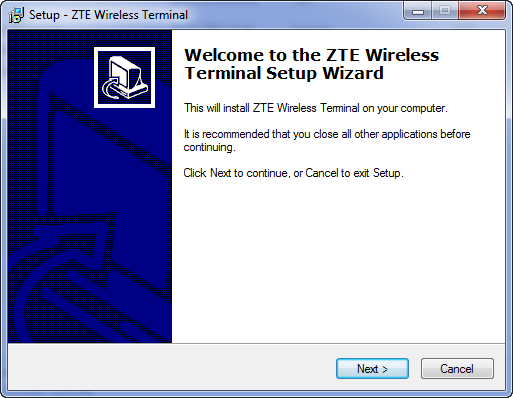 Setup - ZTE Wireless Terminal
Welcome to the ZTE Wireless
Terminal Setup Wizard
This will install ZTE Wireless Terminal on your computer.
It is recommended that you close all other applications before
continuing.
Click Next to continue, or Cancel to exit Setup.
Next >
Cancel